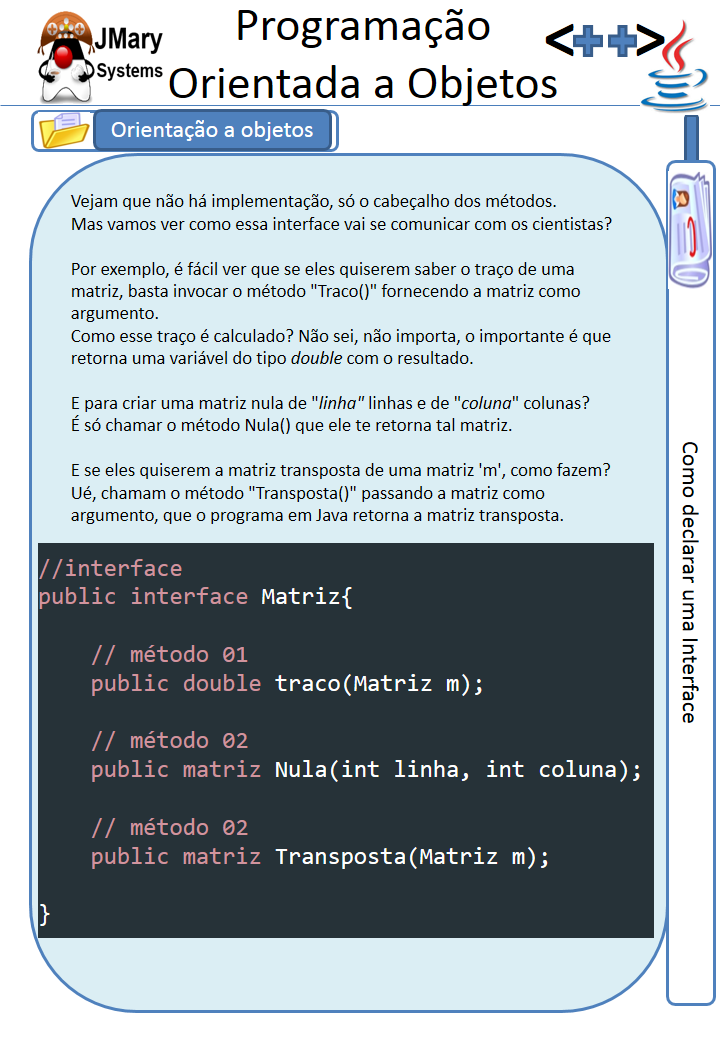 JMary
Systems
Programação
Orientada a Objetos
<++>
Orientação a objetos
Vejam que não há implementação, só o cabeçalho dos métodos.
Mas vamos ver como essa interface vai se comunicar com os cientistas?
Por exemplo, é fácil ver que se eles quiserem saber o traço de uma
matriz, basta invocar o método "Traco()" fornecendo a matriz como
argumento.
Como esse traço é calculado? Não sei, não importa, o importante é que
retorna uma variável do tipo double com o resultado.
E para criar uma matriz nula de "linha" linhas e de "coluna" colunas?
É só chamar o método Nula() que ele te retorna tal matriz.
E se eles quiserem a matriz transposta de uma matriz 'm', como fazem?
Ué, chamam o método "Transposta()" passando a matriz como
argumento, que o programa em Java retorna a matriz transposta.
//interface
public interface Matriz{
// método 01
public double traco(Matriz m);
// método 02
public matriz Nula(int linha, int coluna);
// método 02
public matriz Transposta(Matriz m);
}
Como declarar uma Interface